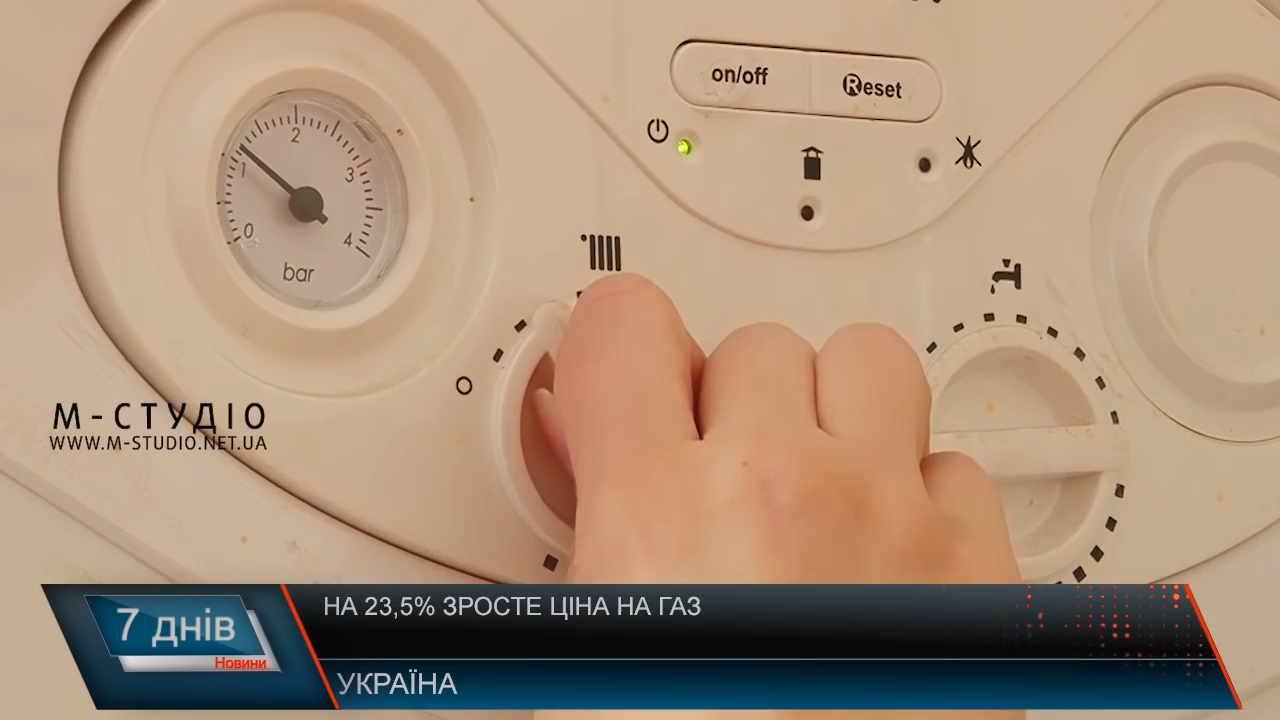 on/off
Reset
2
1
3
0
4
bar
М-СТУДІО
WWW.M-STUDIO.NET.UA
НА 23,5% ЗРОСТЕ ЦІНА НА ГАЗ
7 днів
Новини
УКРАЇНА